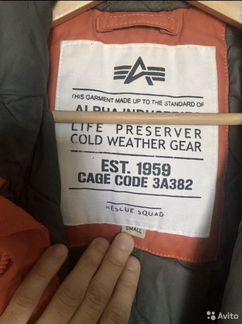 THIS GARMENT MADE UP TO THE STANDARD OF
ALPHA INDUSTRIES
LIFE PRESERVER
COLD WEATHER GEAR
EST. 1959
CAGE CODE 3A382
RESCUE SQUAD
SMALL
Avito